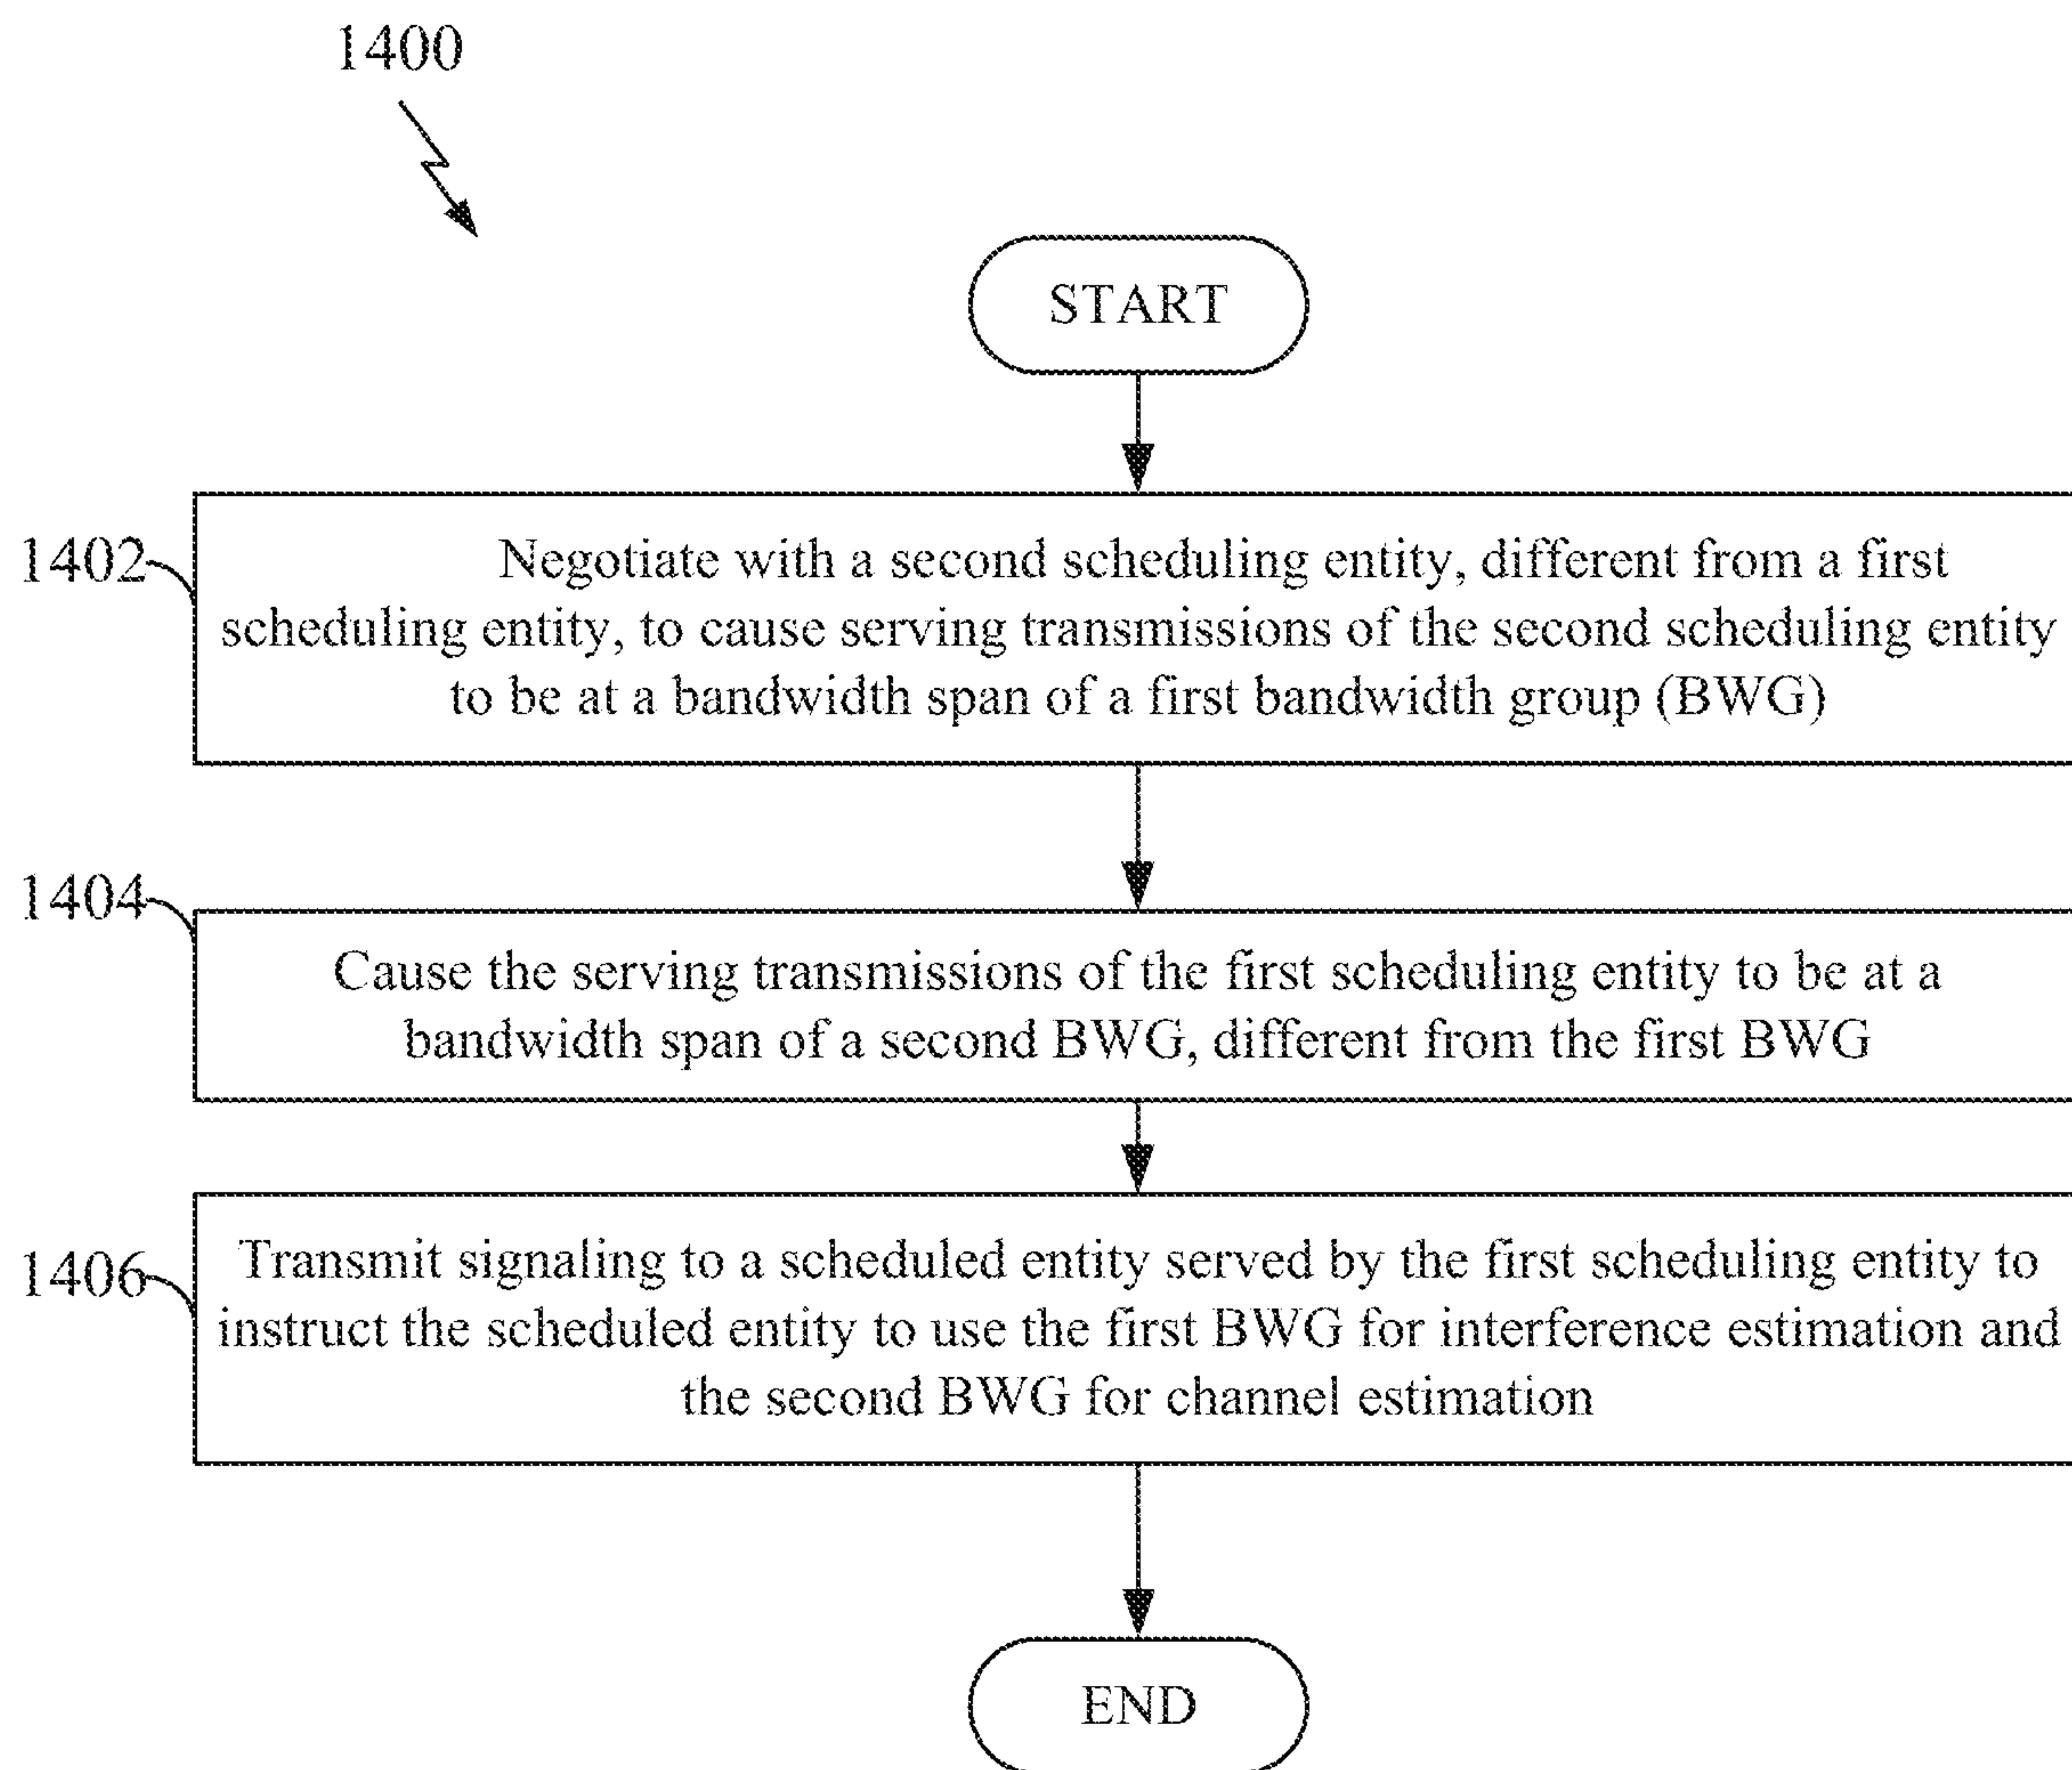 1400
START
1402
Negotiate with a second scheduling entity, different from a first
scheduling entity, to cause serving transmissions of the second scheduling entity
to be at a bandwidth span of a first bandwidth group (BWG)
1404
Cause the serving transmissions of the first scheduling entity to be at a
bandwidth span of a second BWG, different from the first BWG
1406
Transmit signaling to a scheduled entity served by the first scheduling entity to
instruct the scheduled entity to use the first BWG for interference estimation and
the second BWG for channel estimation
END